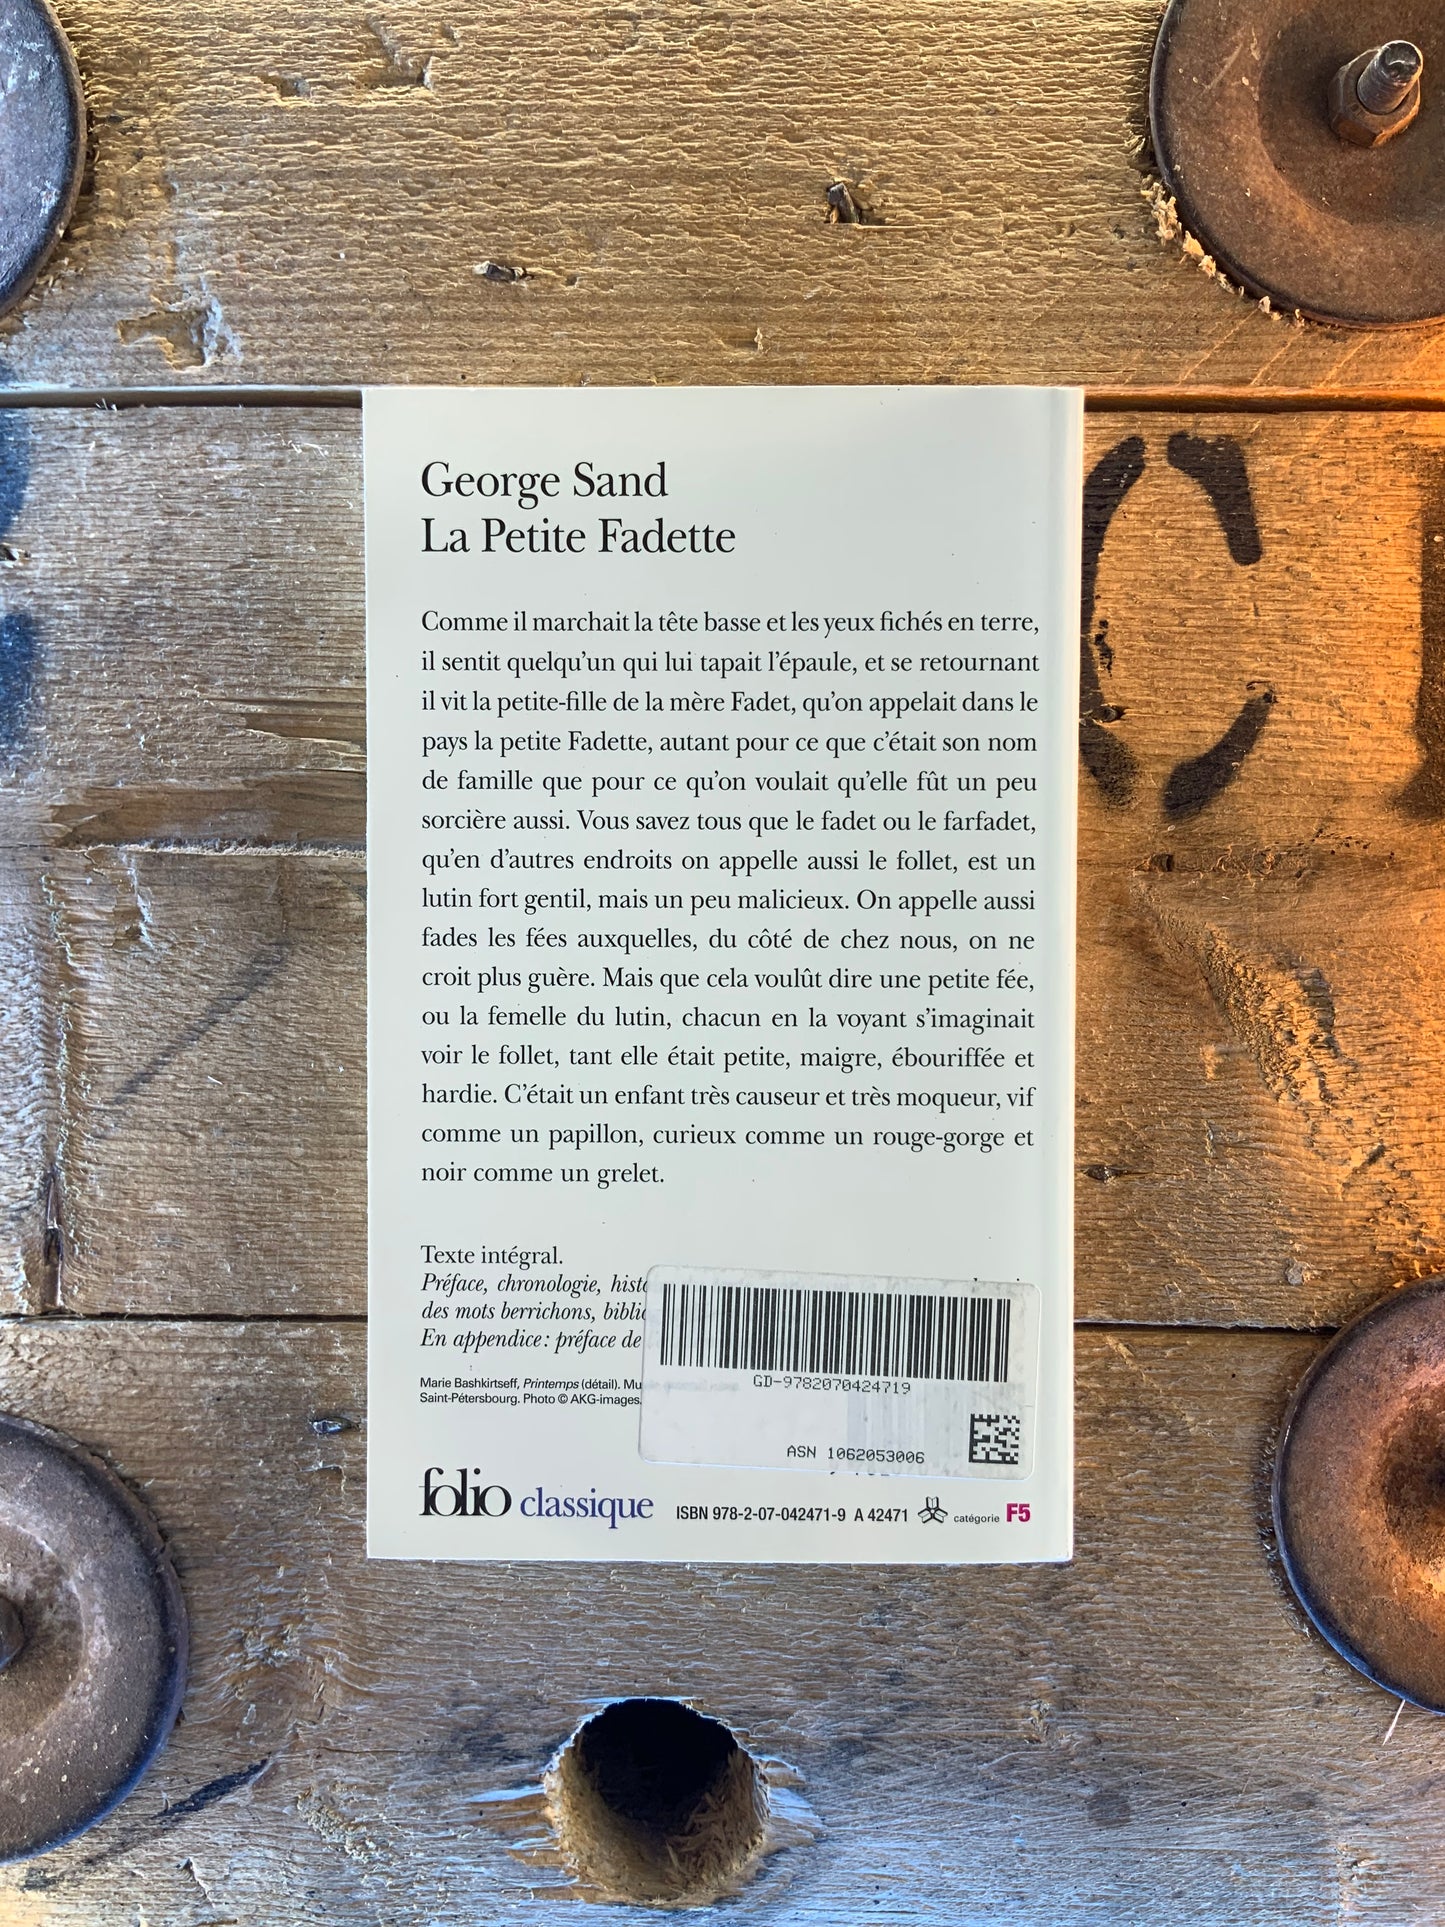 George Sand
La Petite Fadette
Comme il marchait la tête basse et les yeux fichés en terre,
il sentit quelqu'un qui lui tapait l'épaule, et se retournant
il vit la petite-fille de la mère Fadet, qu'on appelait dans le
pays la petite Fadette, autant pour ce que c'était son nom
de famille que pour ce qu'on voulait qu'elle fût un peu
sorcière aussi. Vous savez tous que le fadet ou le farfadet,
qu'en d'autres endroits on appelle aussi le follet, est un
lutin fort gentil, mais un peu malicieux. On appelle aussi
fades les fées auxquelles, du côté de chez nous, on ne
croit plus guère. Mais que cela voulût dire une petite fée,
ou la femelle du lutin, chacun en la voyant s'imaginait
voir le follet, tant elle était petite, maigre, ébouriffée et
hardie. C'était un enfant très causeur et très moqueur, vif
comme un papillon, curieux comme un rouge-gorge et
noir comme un grelet.
Texte intégral.
Préface, chronologie,
des mots berrichons,
En appendice : préface de
Marie Bashkirtseff, Printemps (détail).
Saint-Pétersbourg. Photo © AKG-images.
GD-9782070424719
ASN 1062053006
folio classique ISBN 978-2-07-042471-9 A 42471 catégorie F5
C